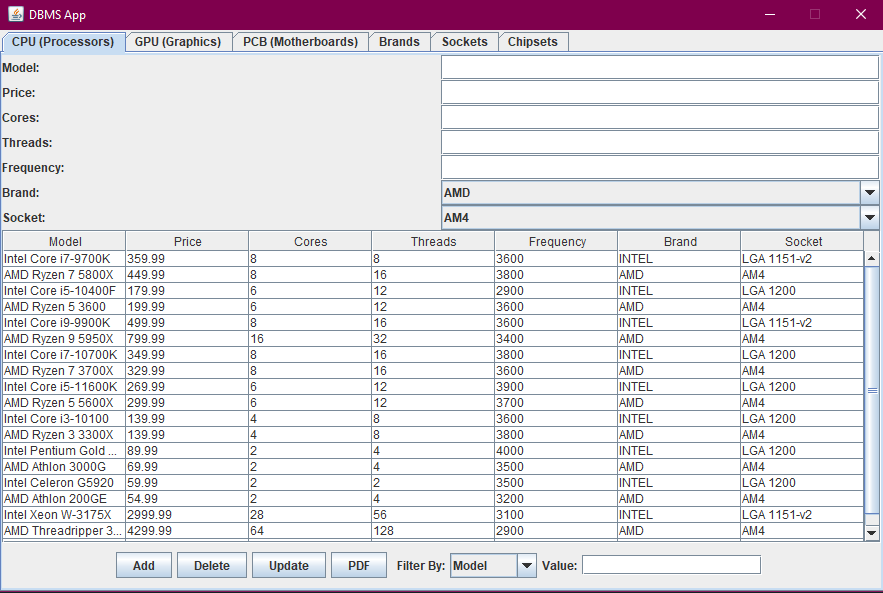 DBMS App
CPU (Processors) GPU (Graphics) PCB (Motherboards) Brands Sockets Chipsets
Model:
Price:
Cores:
Threads:
Frequency:
Brand: AMD
Socket: AM4
Model Price Cores Threads Frequency Brand Socket
Intel Core i7-9700K 359.99 8 8 3600 INTEL LGA 1151-v2
AMD Ryzen 7 5800X 449.99 8 16 3800 AMD AM4
Intel Core i5-10400F 179.99 6 12 2900 INTEL LGA 1200
AMD Ryzen 5 3600 199.99 6 12 3600 AMD AM4
Intel Core i9-9900K 499.99 8 16 3600 INTEL LGA 1151-v2
AMD Ryzen 9 5950X 799.99 16 32 3400 AMD AM4
Intel Core i7-10700K 349.99 8 16 3800 INTEL LGA 1200
AMD Ryzen 7 3700X 329.99 8 16 3600 AMD AM4
Intel Core i5-11600K 269.99 6 12 3900 INTEL LGA 1200
AMD Ryzen 5 5600X 299.99 6 12 3700 AMD AM4
Intel Core i3-10100 139.99 4 8 3600 INTEL LGA 1200
AMD Ryzen 3 3300X 139.99 4 8 3800 AMD AM4
Intel Pentium Gold ... 89.99 2 4 4000 INTEL LGA 1200
AMD Athlon 3000G 69.99 2 4 3500 AMD AM4
Intel Celeron G5920 59.99 2 2 3500 INTEL LGA 1200
AMD Athlon 200GE 54.99 2 4 3200 AMD AM4
Intel Xeon W-3175X 2999.99 28 56 3100 INTEL LGA 1151-v2
AMD Threadripper 3... 4299.99 64 128 2900 AMD AM4
Add Delete Update PDF Filter By: Model Value: